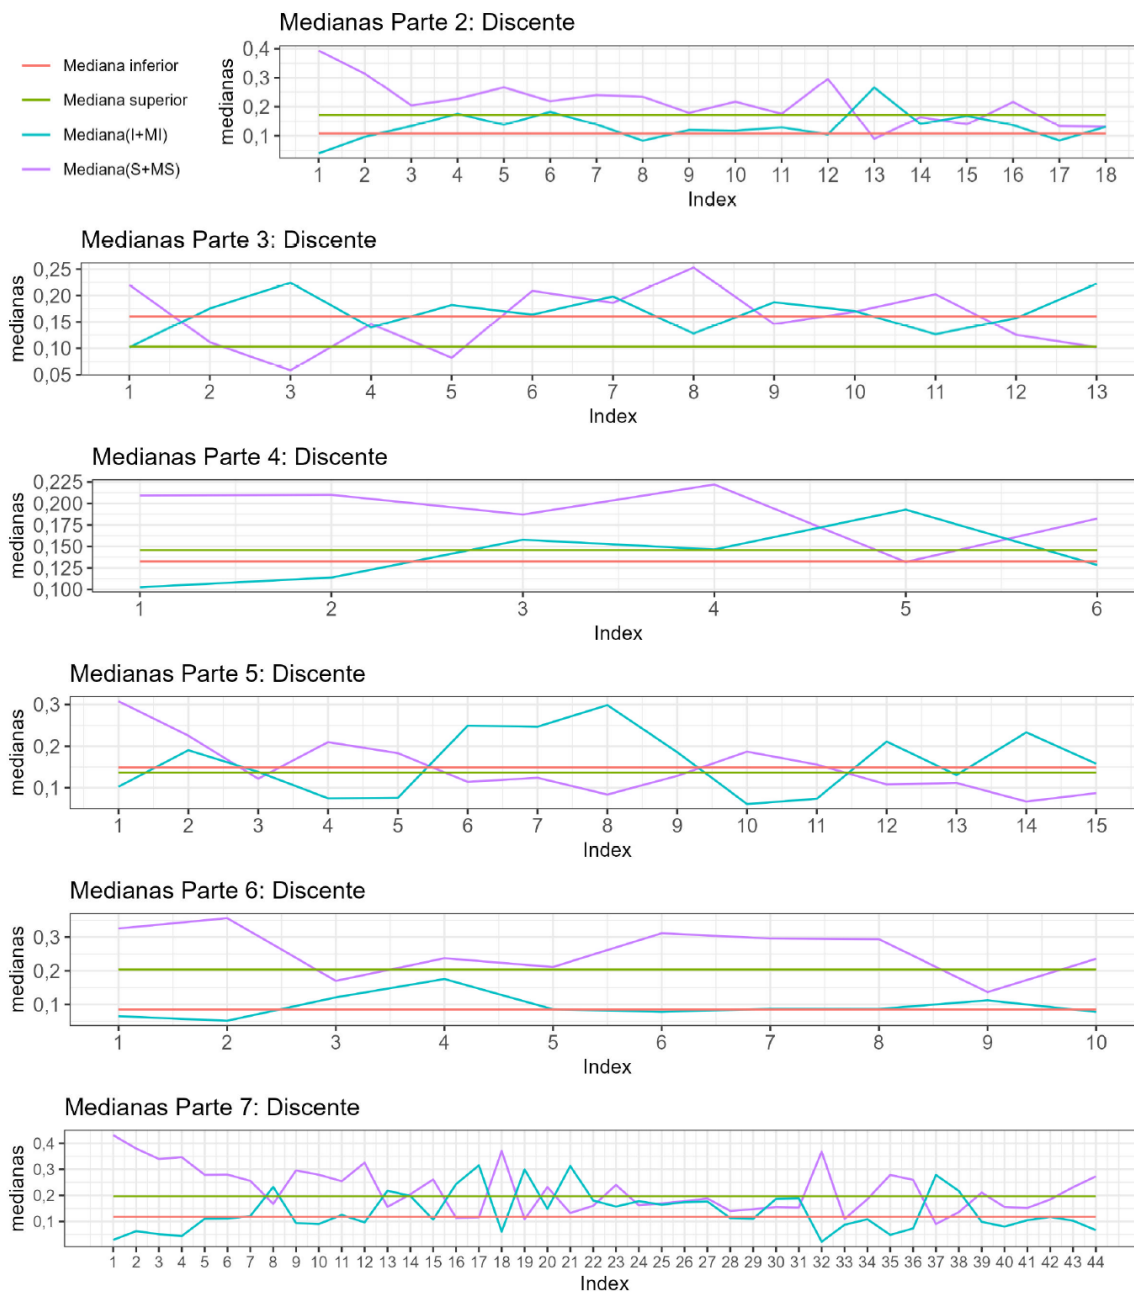 Medianas Parte 2: Discente
Mediana inferior
Mediana superior
Mediana(I+MI)
Mediana(S+MS)
medianas
0,4
0,3
0,2
0,1
1 2 3 4 5 6 7 8 9 10 11 12 13 14 15 16 17 18
Index
Medianas Parte 3: Discente
medianas
0,25
0,20
0,15
0,10
0,05
1 2 3 4 5 6 7 8 9 10 11 12 13
Index
Medianas Parte 4: Discente
medianas
0,225
0,200
0,175
0,150
0,125
0,100
1 2 3 4 5 6
Index
Medianas Parte 5: Discente
medianas
0,3
0,2
0,1
1 2 3 4 5 6 7 8 9 10 11 12 13 14 15
Index
Medianas Parte 6: Discente
medianas
0,3
0,2
0,1
1 2 3 4 5 6 7 8 9 10
Index
Medianas Parte 7: Discente
medianas
0,4
0,3
0,2
0,1
1 2 3 4 5 6 7 8 9 10 11 12 13 14 15 16 17 18 19 20 21 22 23 24 25 26 27 28 29 30 31 32 33 34 35 36 37 38 39 40 41 42 43 44
Index